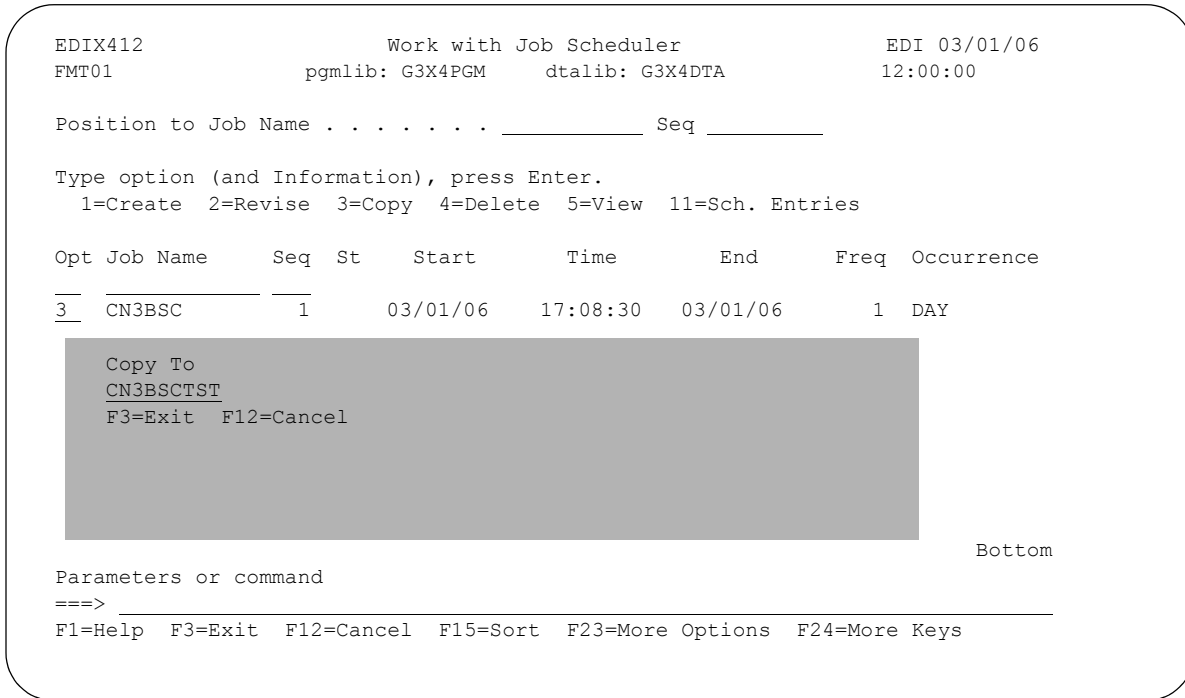 EDIX412 Work with Job Scheduler EDI 03/01/06
FMT01 pgmlib: G3X4PGM dtalib: G3X4DTA 12:00:00
Position to Job Name . . . . . . . Seq
Type option (and Information), press Enter.
1=Create 2=Revise 3=Copy 4=Delete 5=View 11=Sch. Entries
Opt Job Name Seq St Start Time End Freq Occurrence
3 CN3BSC 1 03/01/06 17:08:30 03/01/06 1 DAY
Copy To
CN3BSCTST
F3=Exit F12=Cancel
Bottom
Parameters or command
===>
F1=Help F3=Exit F12=Cancel F15=Sort F23=More Options F24=More Keys